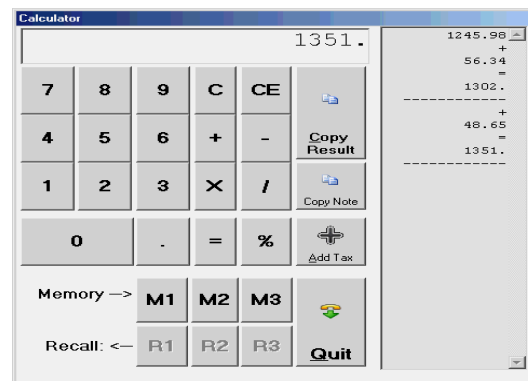 Calculator
1351.
7 8 9 C CE
4 5 6 + - Copy Result
1 2 3 X / Copy Note
0 . = % Add Tax
Memory —> M1 M2 M3
Recall: <— R1 R2 R3 Quit
1245.98
+
56.34
=
1302.
------------
+
48.65
=
1351.
------------